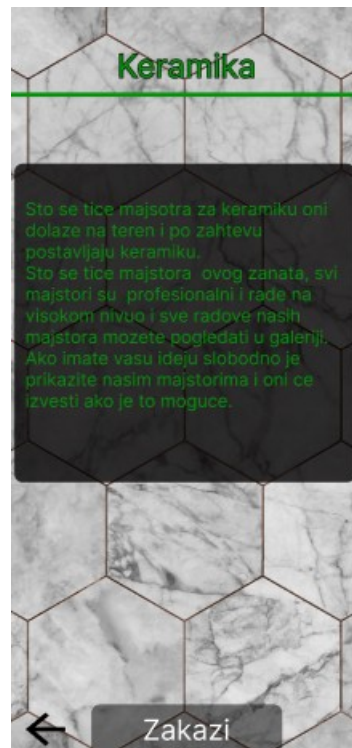 Keramika
Sto se tice majsotra za keramiku oni
dolaze na teren i po zahtevu
postavljaju keramiku.
Sto se tice majstora ovog zanata, svi
majstori su profesionalni i rade na
visokom nivuo i sve radove nasih
majstora mozete pogledati u galeriji.
Ako imate vasu ideju slobodno je
prikazite nasim majstorima i oni ce
izvesti ako je to moguce.
Zakazi